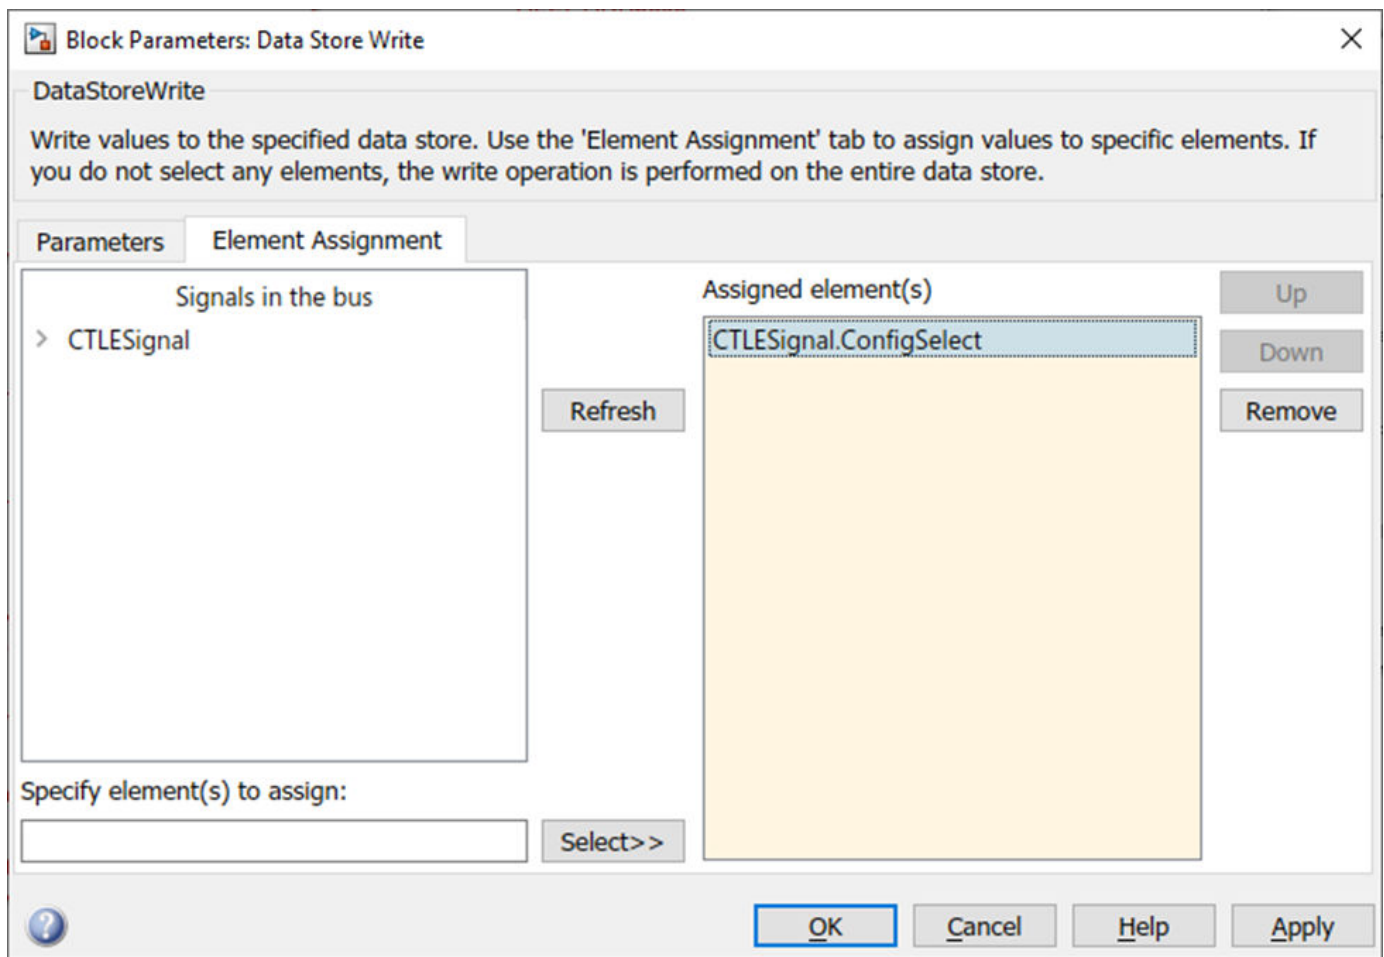 Block Parameters: Data Store Write
DataStoreWrite
Write values to the specified data store. Use the 'Element Assignment' tab to assign values to specific elements. If
you do not select any elements, the write operation is performed on the entire data store.
Parameters
Element Assignment
Signals in the bus
CTLESignal
Refresh
Specify element(s) to assign:
Select>>
Assigned element(s)
CTLESignal.ConfigSelect
Up
Down
Remove
OK
Cancel
Help
Apply